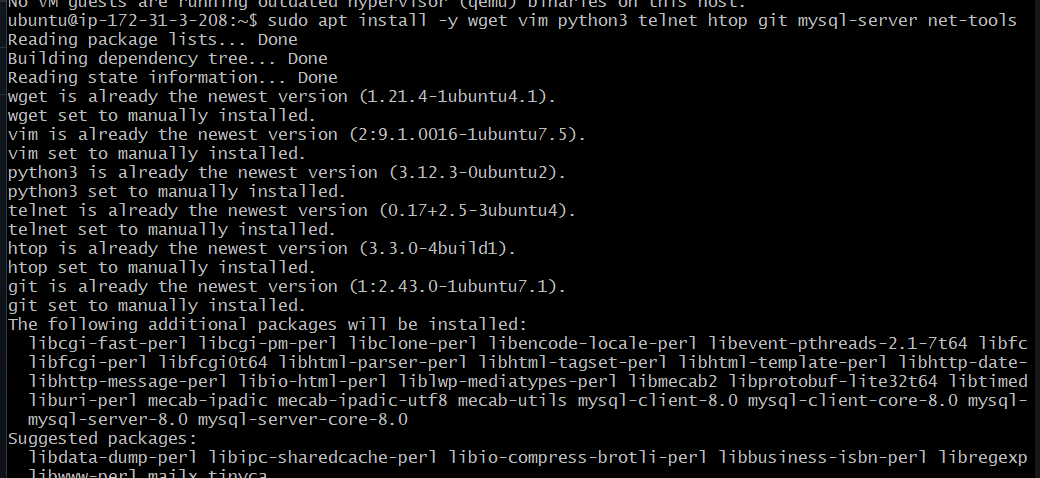 No VM guests are running outdated hypervisor (qemu) binaries on this host.
ubuntu@ip-172-31-3-208:~$ sudo apt install -y wget vim python3 telnet htop git mysql-server net-tools
Reading package lists... Done
Building dependency tree... Done
Reading state information... Done
wget is already the newest version (1.21.4-1ubuntu4.1).
wget set to manually installed.
vim is already the newest version (2:9.1.0016-1ubuntu7.5).
vim set to manually installed.
python3 is already the newest version (3.12.3-0ubuntu2).
python3 set to manually installed.
telnet is already the newest version (0.17+2.5-3ubuntu4).
telnet set to manually installed.
htop is already the newest version (3.3.0-4build1).
htop set to manually installed.
git is already the newest version (1:2.43.0-1ubuntu7.1).
git set to manually installed.
The following additional packages will be installed:
libcgi-fast-perl libcgi-pm-perl libclone-perl libencode-locale-perl libevent-pthreads-2.1-7t64 libfc
libfcgi-perl libfcgi0t64 libhtml-parser-perl libhtml-tagset-perl libhtml-template-perl libhttp-date-
libhttp-message-perl libio-html-perl liblwp-mediatypes-perl libmecab2 libprotobuf-lite32t64 libtimed
liburi-perl mecab-ipadic mecab-ipadic-utf8 mecab-utils mysql-client-8.0 mysql-client-core-8.0 mysql-
mysql-server-8.0 mysql-server-core-8.0
Suggested packages:
libdata-dump-perl libipc-sharedcache-perl libio-compress-brotli-perl libbusiness-isbn-perl libregexp
libwww-perl mailx tinyca